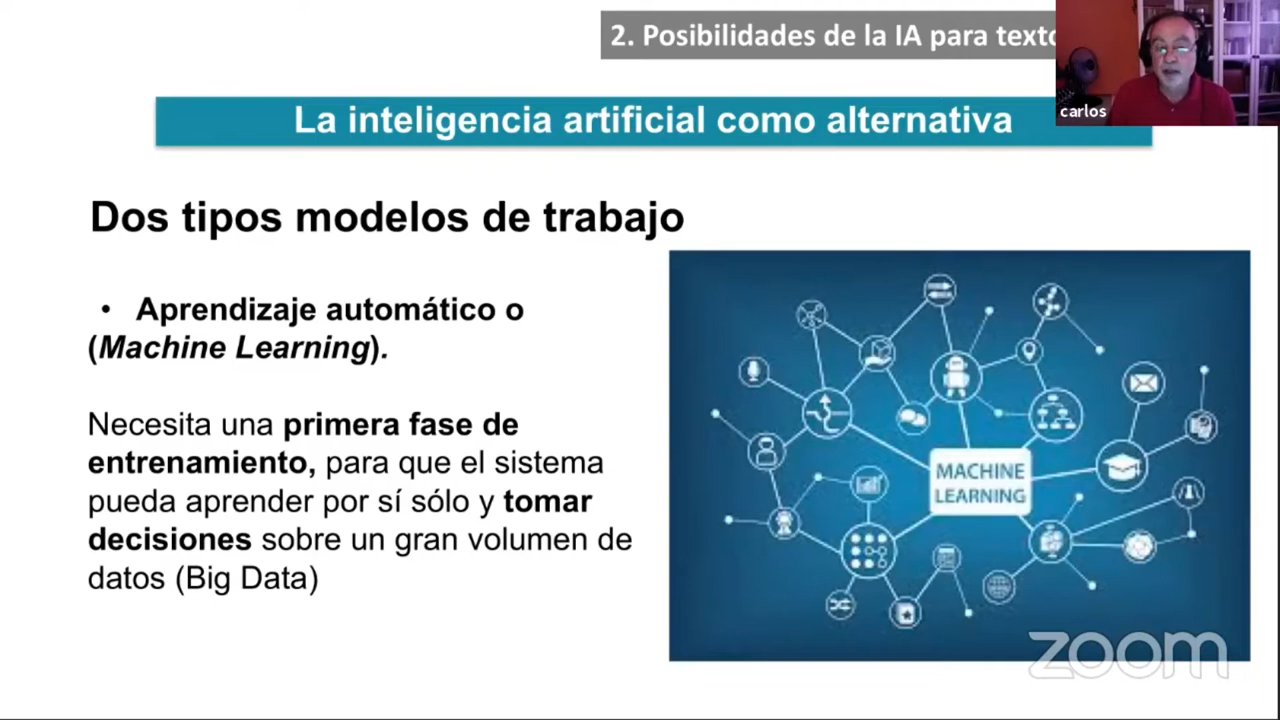 2. Posibilidades de la IA para texto
carlos
La inteligencia artificial como alternativa
Dos tipos modelos de trabajo
• Aprendizaje automático o
(Machine Learning).
Necesita una primera fase de
entrenamiento, para que el sistema
pueda aprender por sí sólo y tomar
decisiones sobre un gran volumen de
datos (Big Data)
MACHINE
LEARNING
zoom